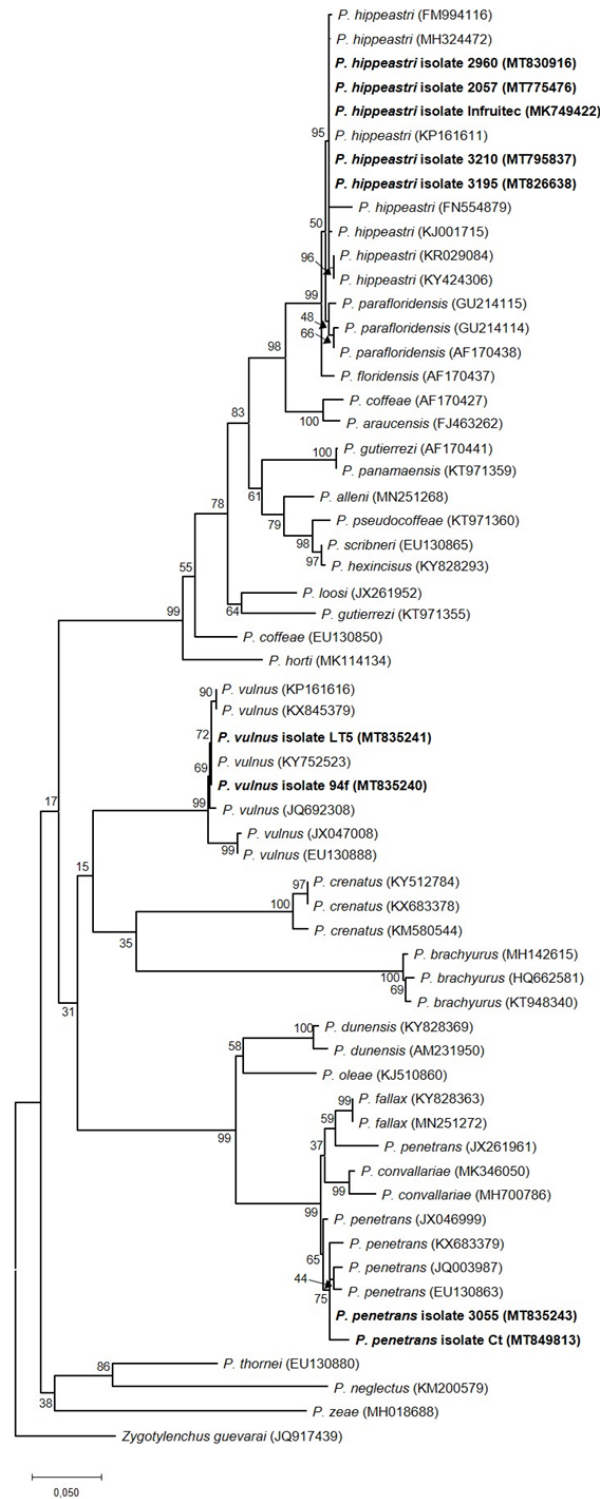 P. hippeastri (FM994116)
P. hippeastri (MH324472)
P. hippeastri isolate 2960 (MT830916)
P. hippeastri isolate 2057 (MT775476)
P. hippeastri isolate Infruitec (MK749422)
95
P. hippeastri (KP161611)
P. hippeastri isolate 3210 (MT795837)
P. hippeastri isolate 3195 (MT826638)
P. hippeastri (FN554879)
50
P. hippeastri (KJ001715)
96
P. hippeastri (KR029084)
P. hippeastri (KY424306)
99
P. parafloridensis (GU214115)
48
P. parafloridensis (GU214114)
66
P. parafloridensis (AF170438)
98
P. floridensis (AF170437)
P. coffeae (AF170427)
83
100
P. araucensis (FJ463262)
100
P. gutierrezi (AF170441)
P. panamaensis (KT971359)
61
P. alleni (MN251268)
78
79
P. pseudocoffeae (KT971360)
98
P. scribneri (EU130865)
97
P. hexincisus (KY828293)
55
P. loosi (JX261952)
99
64
P. gutierrezi (KT971355)
P. coffeae (EU130850)
P. horti (MK114134)
90
P. vulnus (KP161616)
P. vulnus (KX845379)
72
P. vulnus isolate LT5 (MT835241)
P. vulnus (KY752523)
69
P. vulnus isolate 94f (MT835240)
17
99
P. vulnus (JQ692308)
P. vulnus (JX047008)
99
P. vulnus (EU130888)
15
97
P. crenatus (KY512784)
100
P. crenatus (KX683378)
P. crenatus (KM580544)
35
P. brachyurus (MH142615)
100
P. brachyurus (HQ662581)
69
P. brachyurus (KT948340)
31
100
P. dunensis (KY828369)
58
P. dunensis (AM231950)
P. oleae (KJ510860)
99
P. fallax (KY828363)
59
P. fallax (MN251272)
99
37
P. penetrans (JX261961)
P. convallariae (MK346050)
99
P. convallariae (MH700786)
99
P. penetrans (JX046999)
65
P. penetrans (KX683379)
44
P. penetrans (JQ003987)
75
P. penetrans (EU130863)
P. penetrans isolate 3055 (MT835243)
P. penetrans isolate Ct (MT849813)
86
P. thornei (EU130880)
P. neglectus (KM200579)
38
P. zeae (MH018688)
Zygotylenchus guevarai (JQ917439)
0,050